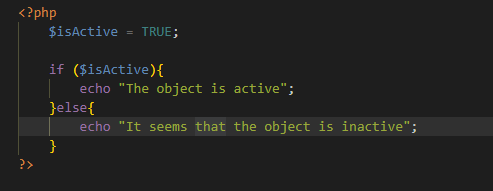 <?php
    $isActive = TRUE;

    if ($isActive){
        echo "The object is active";
    }else{
        echo "It seems that the object is inactive";
    }
?>